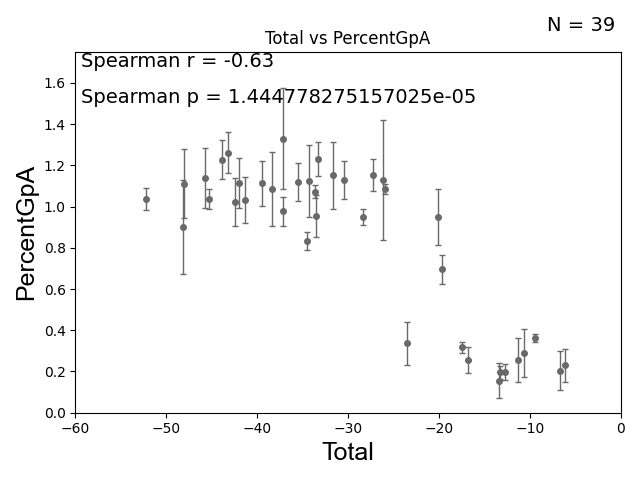 N = 39
Total vs PercentGpA
Spearman r = -0.63
Spearman p = 1.444778275157025e-05
PercentGpA
1.6
1.4
1.2
1.0
0.8
0.6
0.4
0.2
0.0
−60 −50 −40 −30 −20 −10 0
Total